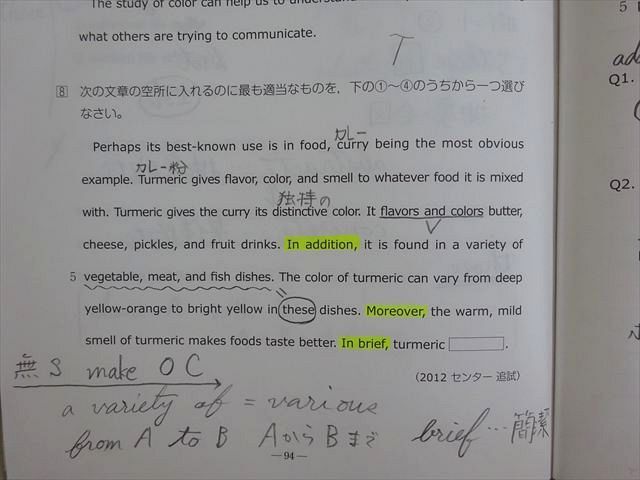 The study of color can help us to understand
what others are trying to communicate.
T
8 次の文章の空所に入れるのに最も適当なものを,下の①~④のうちから一つ選び
なさい。
カレー
Perhaps its best-known use is in food, curry being the most obvious
カレー粉
example. Turmeric gives flavor, color, and smell to whatever food it is mixed
独特の
with. Turmeric gives the curry its distinctive color. It flavors and colors butter,
V
cheese, pickles, and fruit drinks. In addition, it is found in a variety of
5 vegetable, meat, and fish dishes. The color of turmeric can vary from deep
yellow-orange to bright yellow in these dishes. Moreover, the warm, mild
smell of turmeric makes foods taste better. In brief, turmeric .
(2012 センター 追試)
無 S make O C
a variety of = various
from A to B AからBまで brief…簡潔
-94-
5
ad
Q1.
Q2.